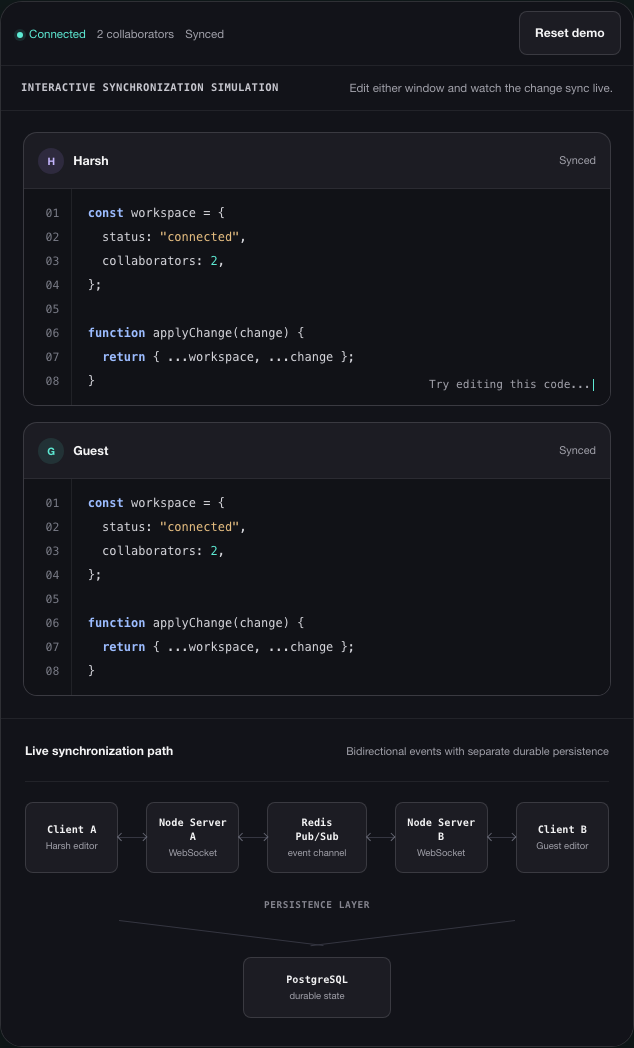 Connected 2 collaborators Synced Reset demo
INTERACTIVE SYNCHRONIZATION SIMULATION Edit either window and watch the change sync live.
H Harsh Synced
01 const workspace = {
02   status: "connected",
03   collaborators: 2,
04 };
05
06 function applyChange(change) {
07   return { ...workspace, ...change };
08 }
Try editing this code...|
G Guest Synced
01 const workspace = {
02   status: "connected",
03   collaborators: 2,
04 };
05
06 function applyChange(change) {
07   return { ...workspace, ...change };
08 }
Live synchronization path Bidirectional events with separate durable persistence
Client A
Harsh editor
Node Server
A
WebSocket
Redis
Pub/Sub
event channel
Node Server
B
WebSocket
Client B
Guest editor
PERSISTENCE LAYER
PostgreSQL
durable state